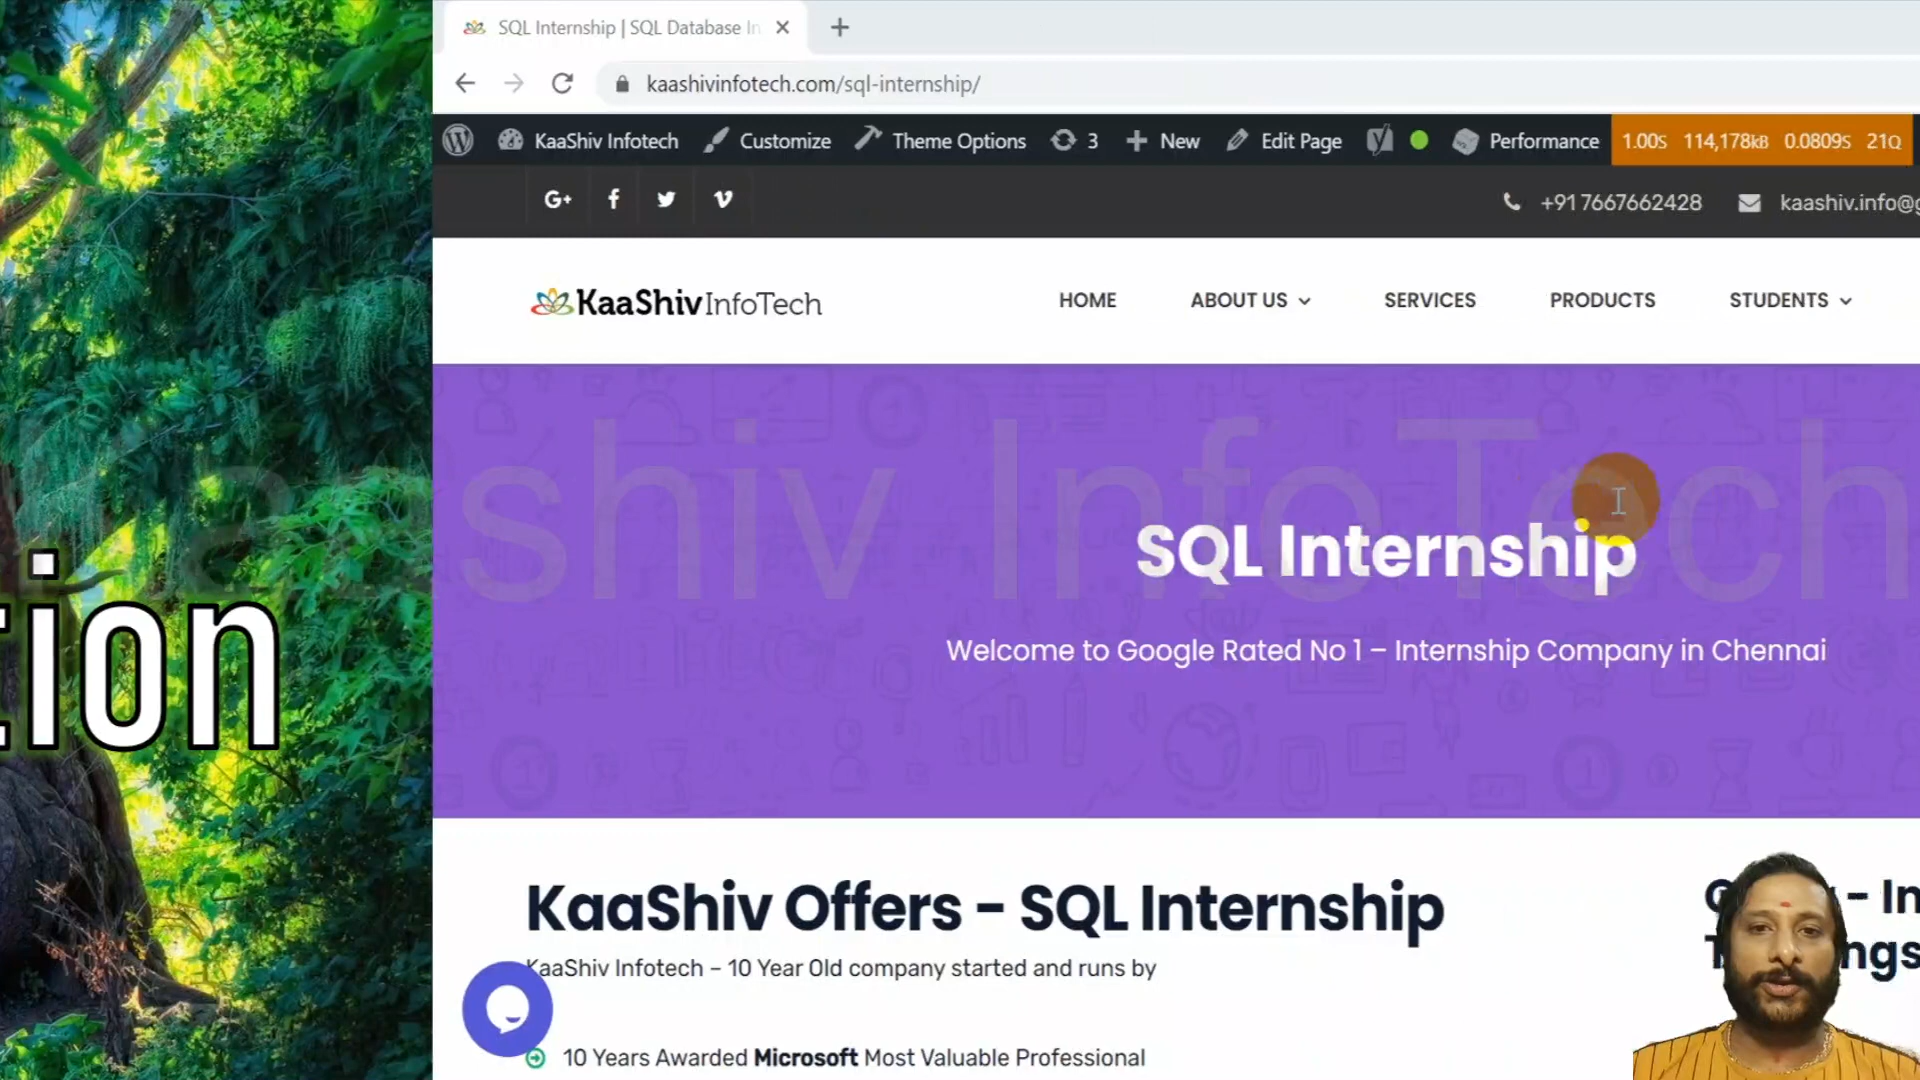 SQL Internship | SQL Database In
kaashivinfotech.com/sql-internship/
KaaShiv Infotech Customize Theme Options 3 New Edit Page Performance 1.00S 114,178kB 0.0809S 21Q
G+ +91 7667662428 kaashiv.info@g
KaaShiv InfoTech
HOME ABOUT US SERVICES PRODUCTS STUDENTS
Kaashiv InfoTech
SQL Internship
tion
Welcome to Google Rated No 1 – Internship Company in Chennai
KaaShiv Offers - SQL Internship
KaaShiv Infotech – 10 Year Old company started and runs by
10 Years Awarded Microsoft Most Valuable Professional